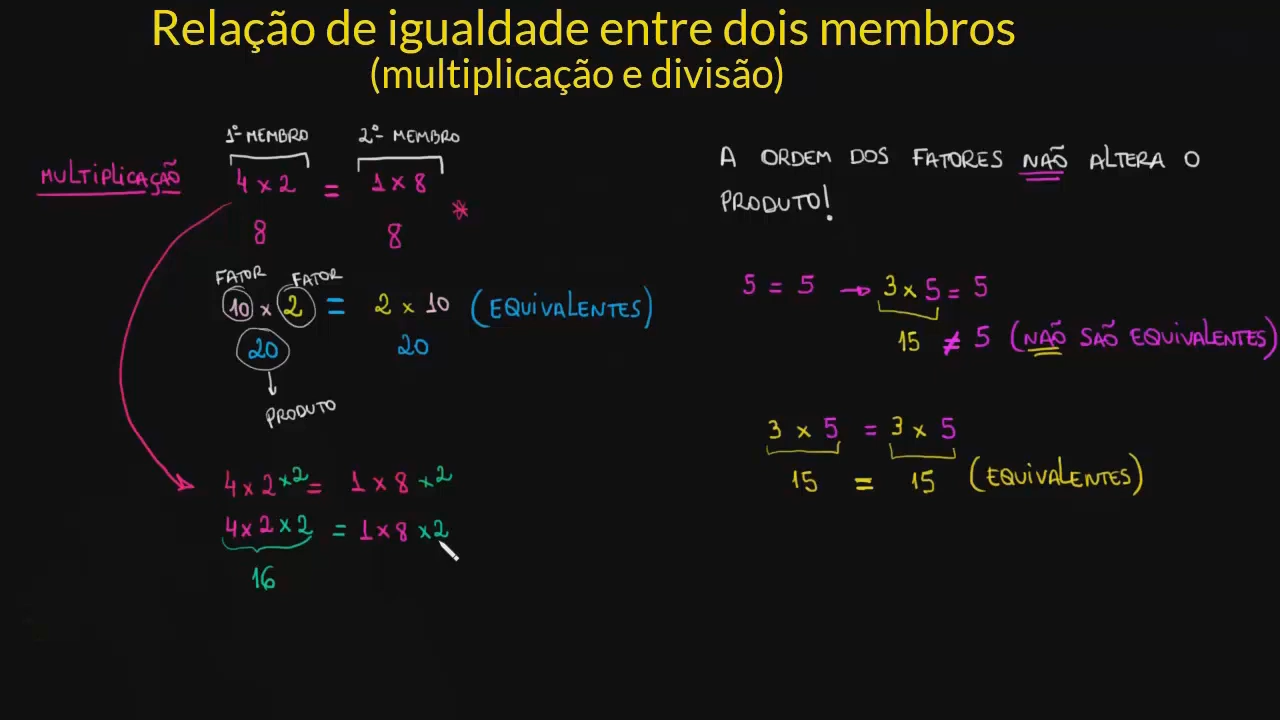 Relação de igualdade entre dois membros
(multiplicação e divisão)
1º MEMBRO 2º MEMBRO
MULTIPLICAÇÃO 4 x 2 = 1 x 8
8 8 *
FATOR FATOR
10 x 2 = 2 x 10 (EQUIVALENTES)
20 20
PRODUTO
4 x 2 x 2 = 1 x 8 x 2
4 x 2 x 2 = 1 x 8 x 2
16
A ORDEM DOS FATORES NÃO ALTERA O
PRODUTO!
5 = 5 → 3 x 5 = 5
15 ≠ 5 (NÃO SÃO EQUIVALENTES)
3 x 5 = 3 x 5
15 = 15 (EQUIVALENTES)